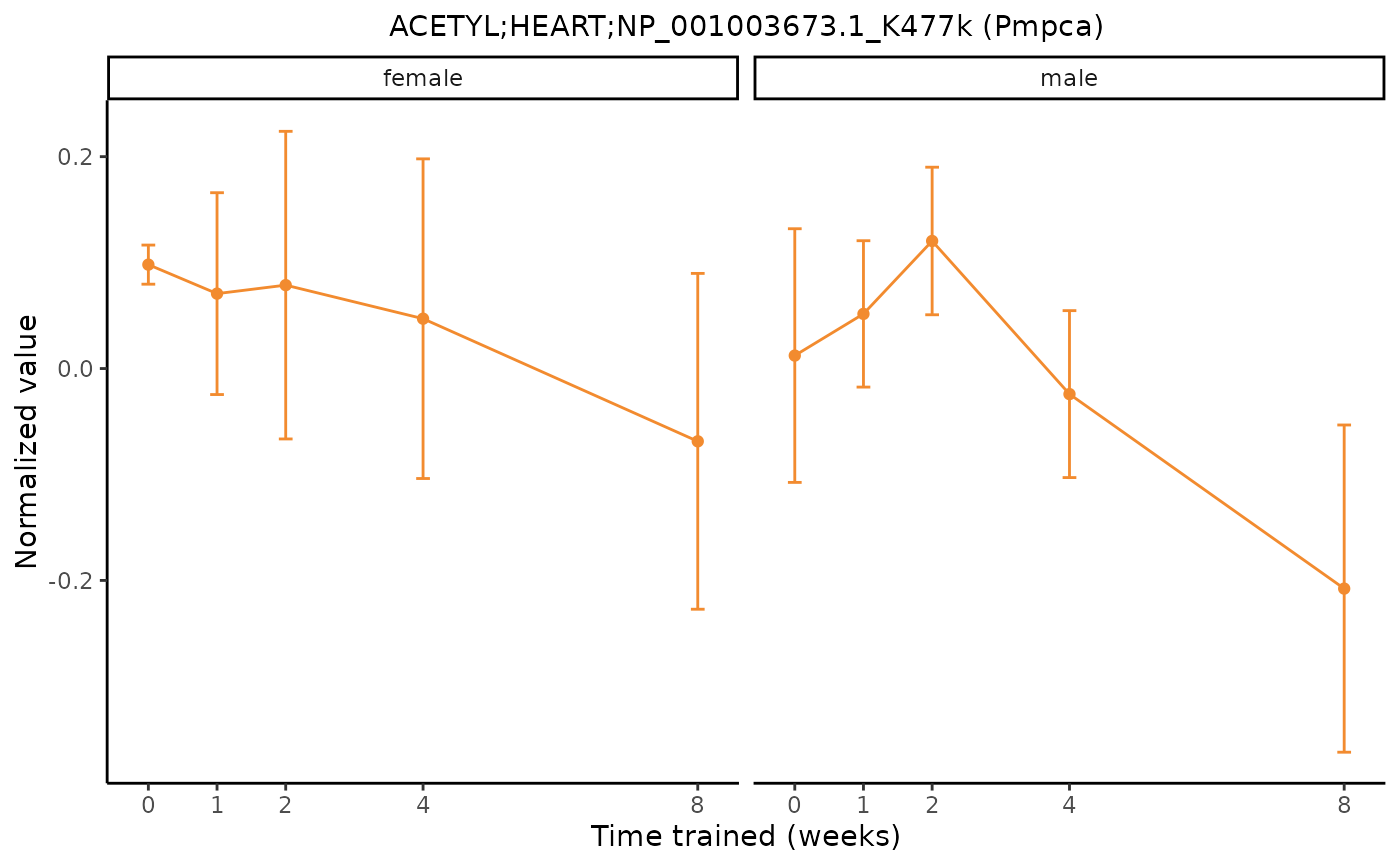 ACETYL;HEART;NP_001003673.1_K477k (Pmpca)
female
male
Normalized value
0.2
0.0
-0.2
0 1 2 4 8
0 1 2 4 8
Time trained (weeks)